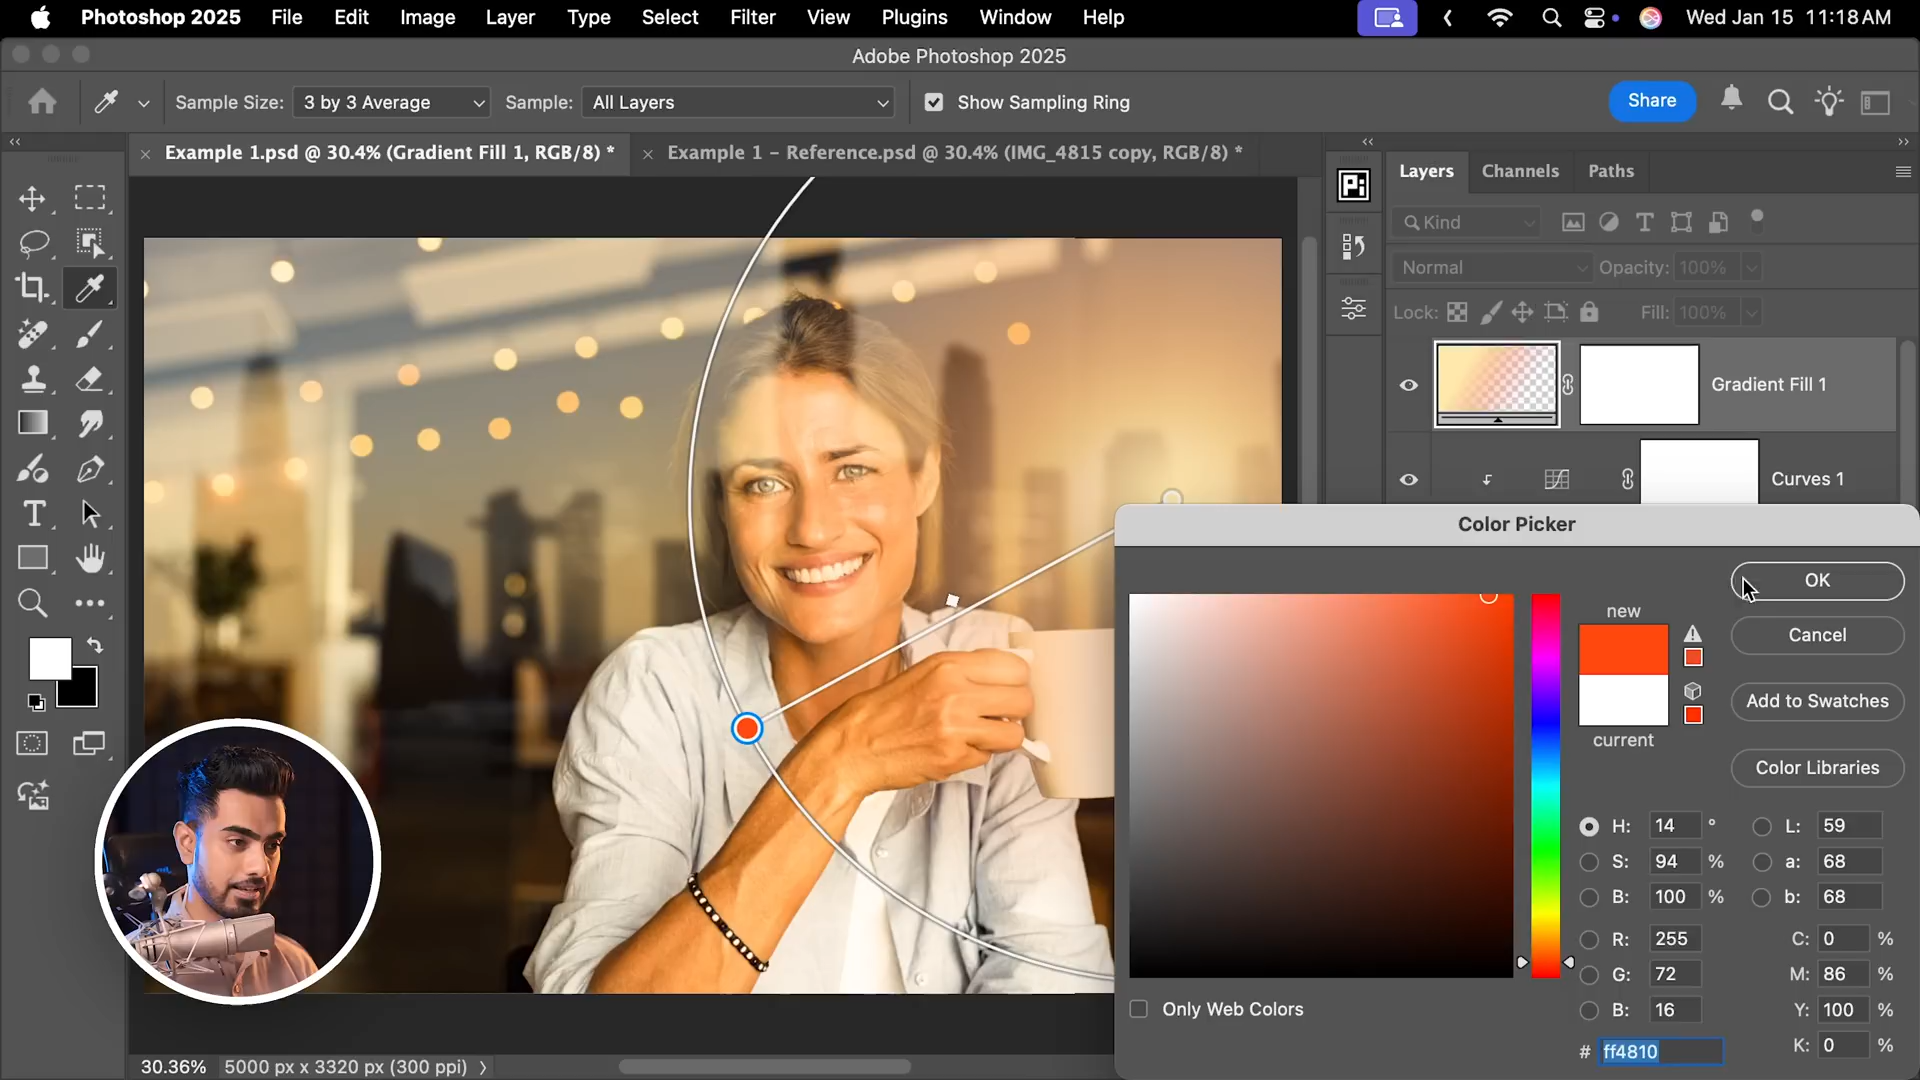 Photoshop 2025 File Edit Image Layer Type Select Filter View Plugins Window Help Wed Jan 15 11:18 AM
Adobe Photoshop 2025
Sample Size: 3 by 3 Average Sample: All Layers Show Sampling Ring Share
Example 1.psd @ 30.4% (Gradient Fill 1, RGB/8) * Example 1 – Reference.psd @ 30.4% (IMG_4815 copy, RGB/8) *
Layers Channels Paths
Kind
Normal Opacity: 100%
Lock: Fill: 100%
Gradient Fill 1
Curves 1
Color Picker
OK
new
Cancel
Add to Swatches
current
Color Libraries
H: 14 ° L: 59
S: 94 % a: 68
B: 100 % b: 68
R: 255 C: 0 %
G: 72 M: 86 %
Only Web Colors B: 16 Y: 100 %
# ff4810 K: 0 %
30.36% 5000 px x 3320 px (300 ppi)